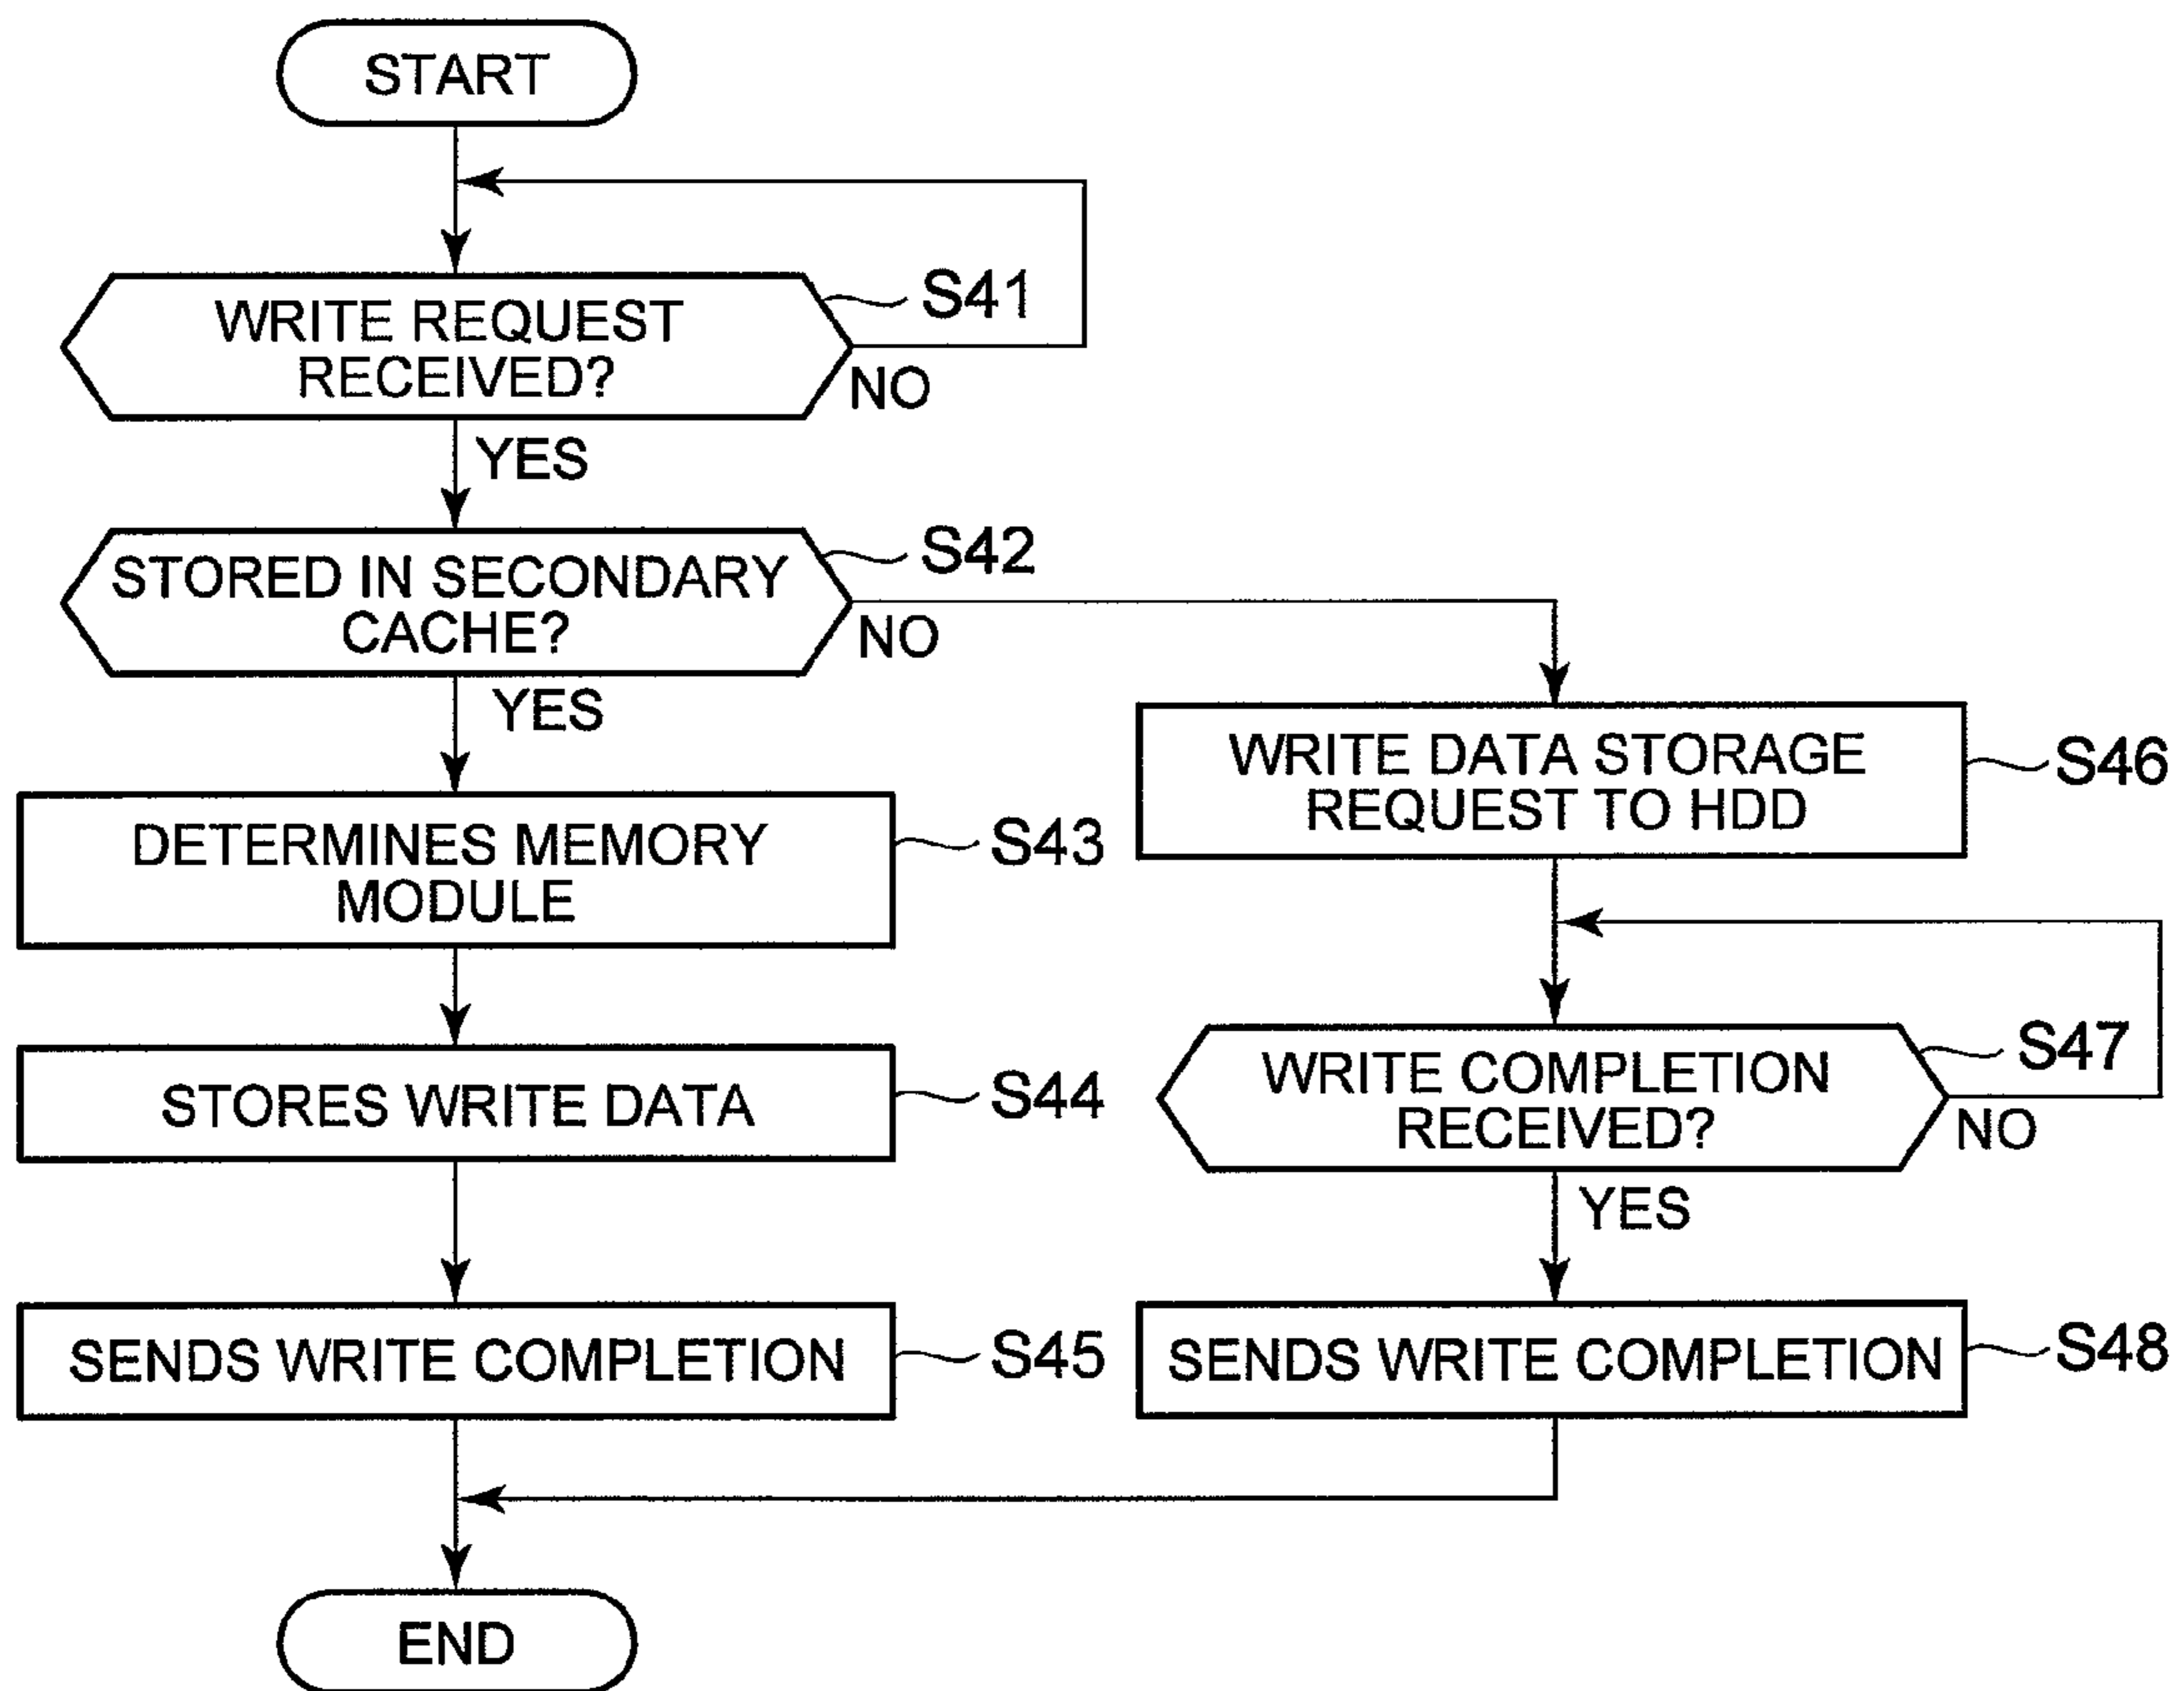 START
WRITE REQUEST
RECEIVED?
S41
NO
YES
STORED IN SECONDARY
CACHE?
S42
NO
YES
DETERMINES MEMORY
MODULE
S43
STORES WRITE DATA
S44
SENDS WRITE COMPLETION
S45
WRITE DATA STORAGE
REQUEST TO HDD
S46
WRITE COMPLETION
RECEIVED?
S47
NO
YES
SENDS WRITE COMPLETION
S48
END